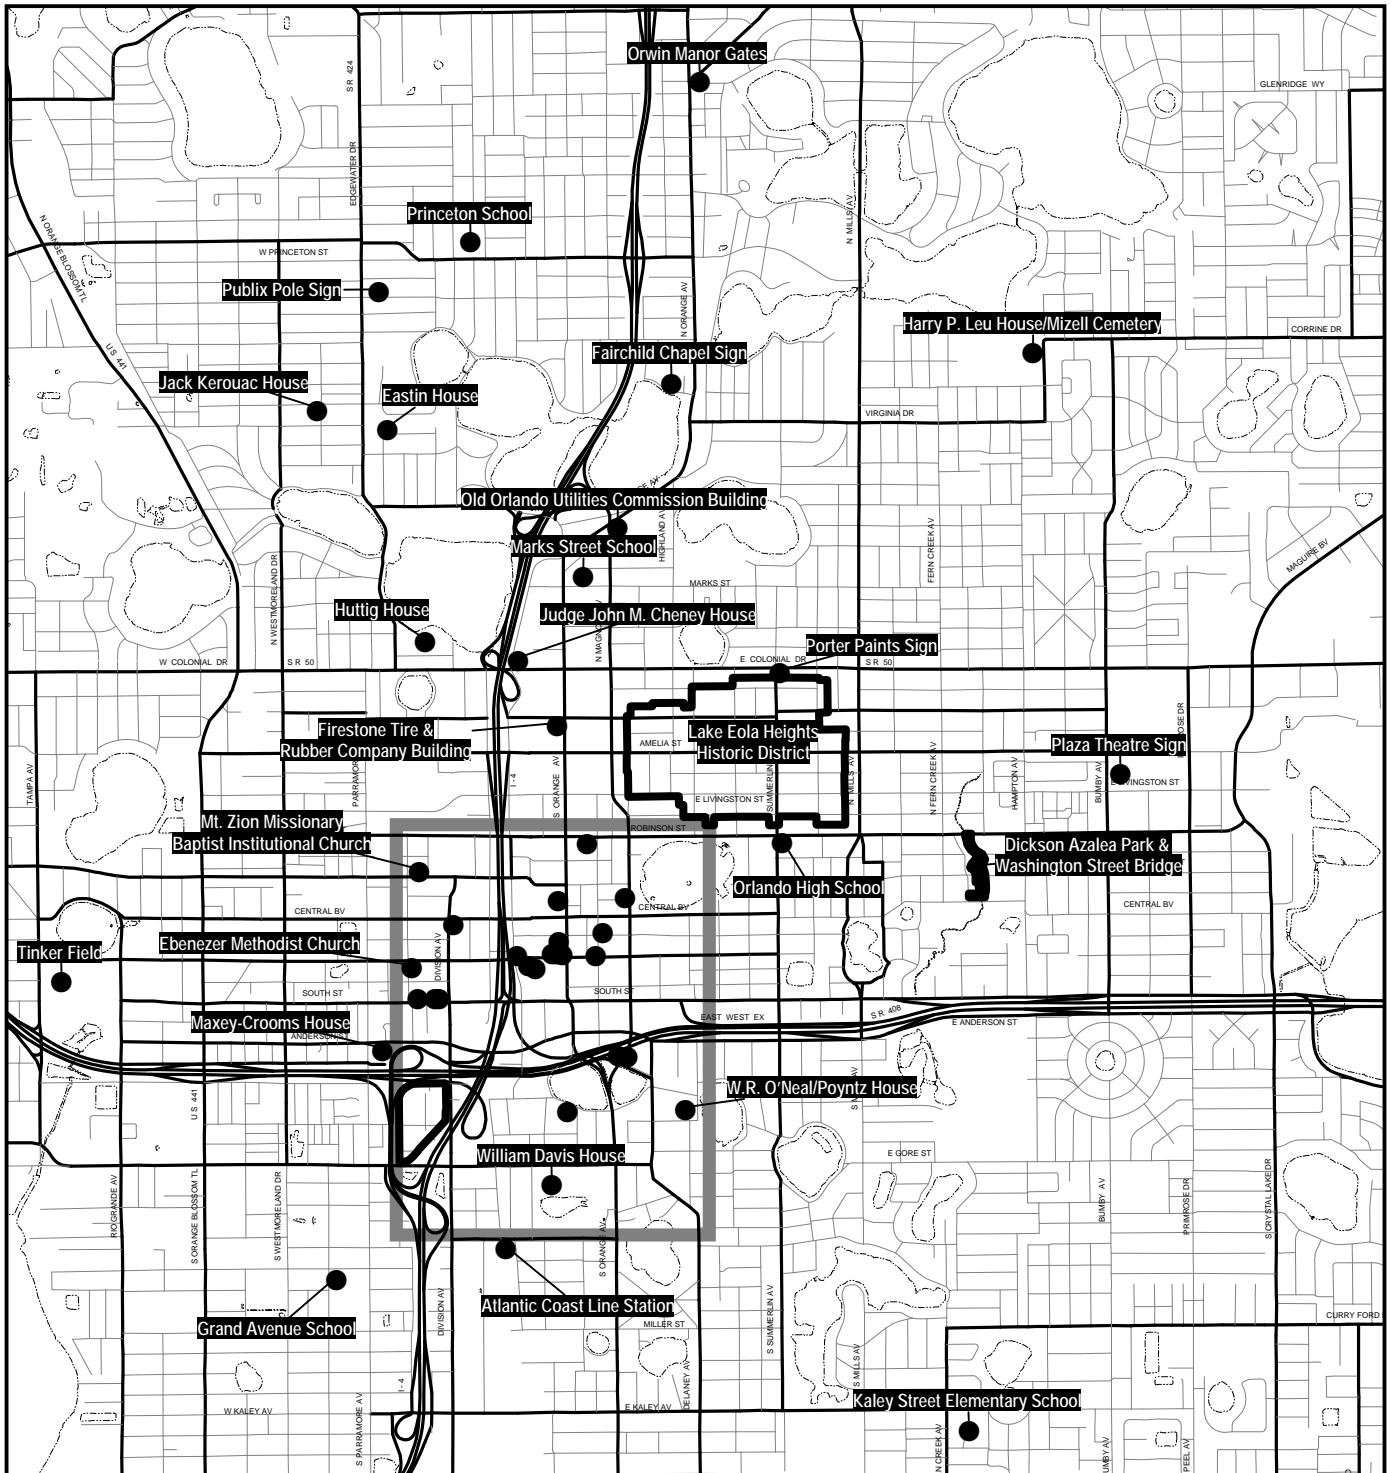 Orwin Manor Gates
GLENRIDGE WY
S R 424
EDGEWATER DR
N ORANGE BLOSSOM TL
Princeton School
N MILLS AV
W PRINCETON ST
Publix Pole Sign
N ORANGE AV
Harry P. Leu House/Mizell Cemetery
CORRINE DR
U S 441
Fairchild Chapel Sign
Jack Kerouac House
Eastin House
VIRGINIA DR
Old Orlando Utilities Commission Building
HIGHLAND AV
Marks Street School
FERN CREEK AV
MAGUIRE BV
MARKS ST
N WESTMORELAND DR
Huttig House
Judge John M. Cheney House
Porter Paints Sign
W COLONIAL DR
S R 50
E COLONIAL DR
S R 50
Firestone Tire &
Rubber Company Building
Lake Eola Heights
Historic District
AMELIA ST
Plaza Theatre Sign
TAMPA AV
I - 4
S ORANGE AV
E LIVINGSTON ST
N MILLS AV
N FERN CREEK AV
HAMPTON AV
BUMBY AV
Mt. Zion Missionary
Baptist Institutional Church
ROBINSON ST
Dickson Azalea Park &
Washington Street Bridge
Orlando High School
CENTRAL BV
CENTRAL BV
CENTRAL BV
Tinker Field
Ebenezer Methodist Church
DIVISION AV
SOUTH ST
SOUTH ST
Maxey-Crooms House
ANDERSON ST
EAST WEST EX
S R 408
E ANDERSON ST
U S 441
W.R. O'Neal/Poyntz House
William Davis House
E GORE ST
RIO GRANDE AV
S ORANGE BLOSSOM TL
S WESTMORELAND DR
BUMBY AV
PRIMROSE DR
S CRYSTAL LAKE DR
S ORANGE AV
Atlantic Coast Line Station
Grand Avenue School
DIVISION AV
MILLER ST
S SUMMERLIN AV
CURRY FORD
S MILLS AV
I - 4
W KALEY AV
S PARRAMORE AV
E KALEY AV
DELANEY AV
Kaley Street Elementary School
N CREEK AV
UMBY AV
PEEL AV